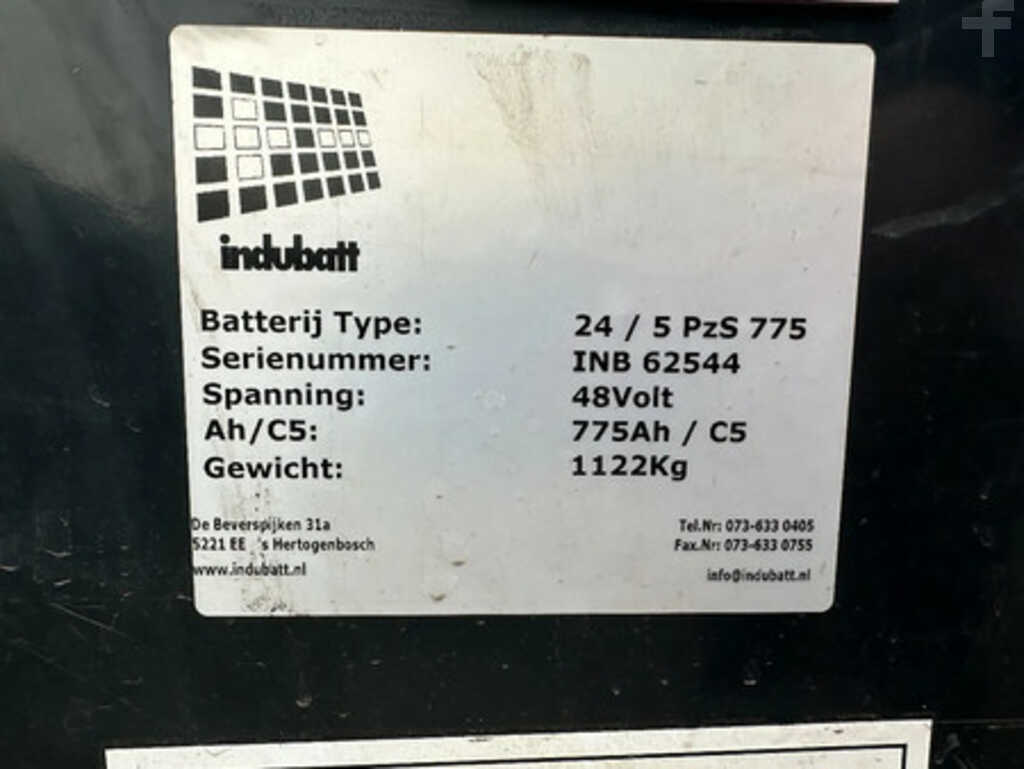 f
indubatt
Batterij Type: 24 / 5 PzS 775
Serienummer: INB 62544
Spanning: 48Volt
Ah/C5: 775Ah / C5
Gewicht: 1122Kg
De Beverspijken 31a Tel.Nr: 073-633 0405
5221 EE 's Hertogenbosch Fax.Nr: 073-633 0755
www.indubatt.nl info@indubatt.nl